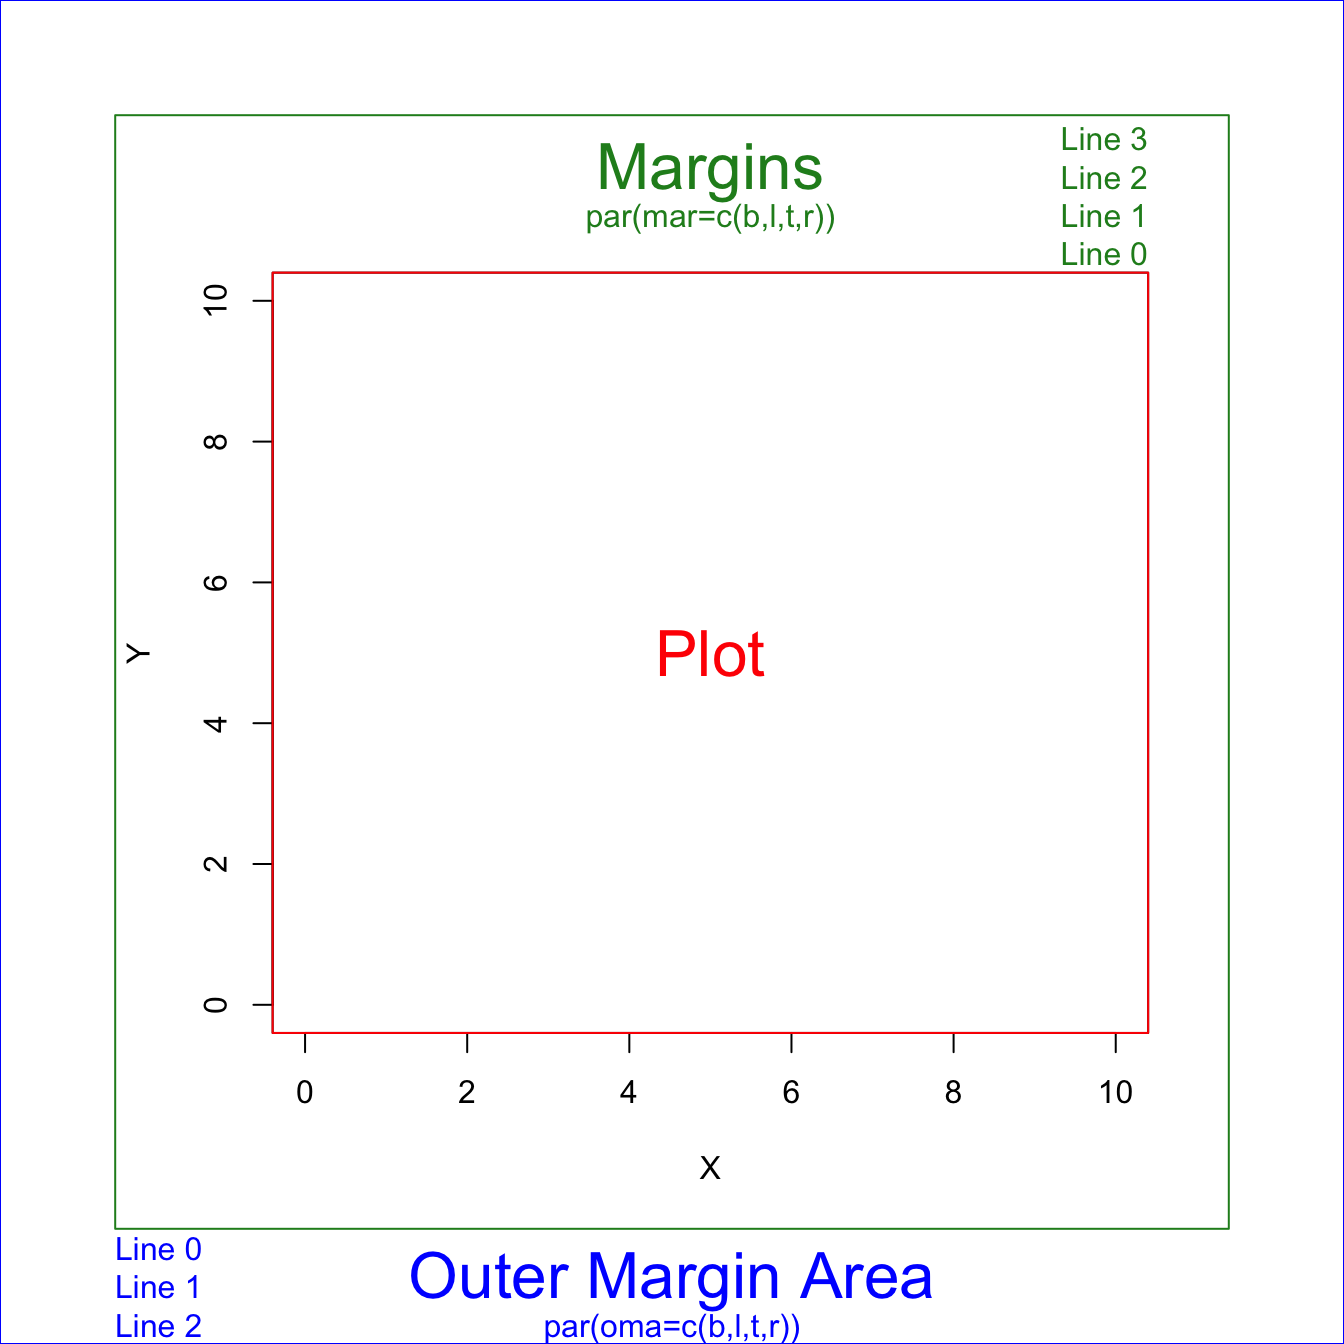 Line 3
Margins
Line 2
par(mar=c(b,l,t,r))
Line 1
Line 0
10
8
6
Y
Plot
4
2
0
0 2 4 6 8 10
X
Line 0
Outer Margin Area
Line 1
Line 2
par(oma=c(b,l,t,r))